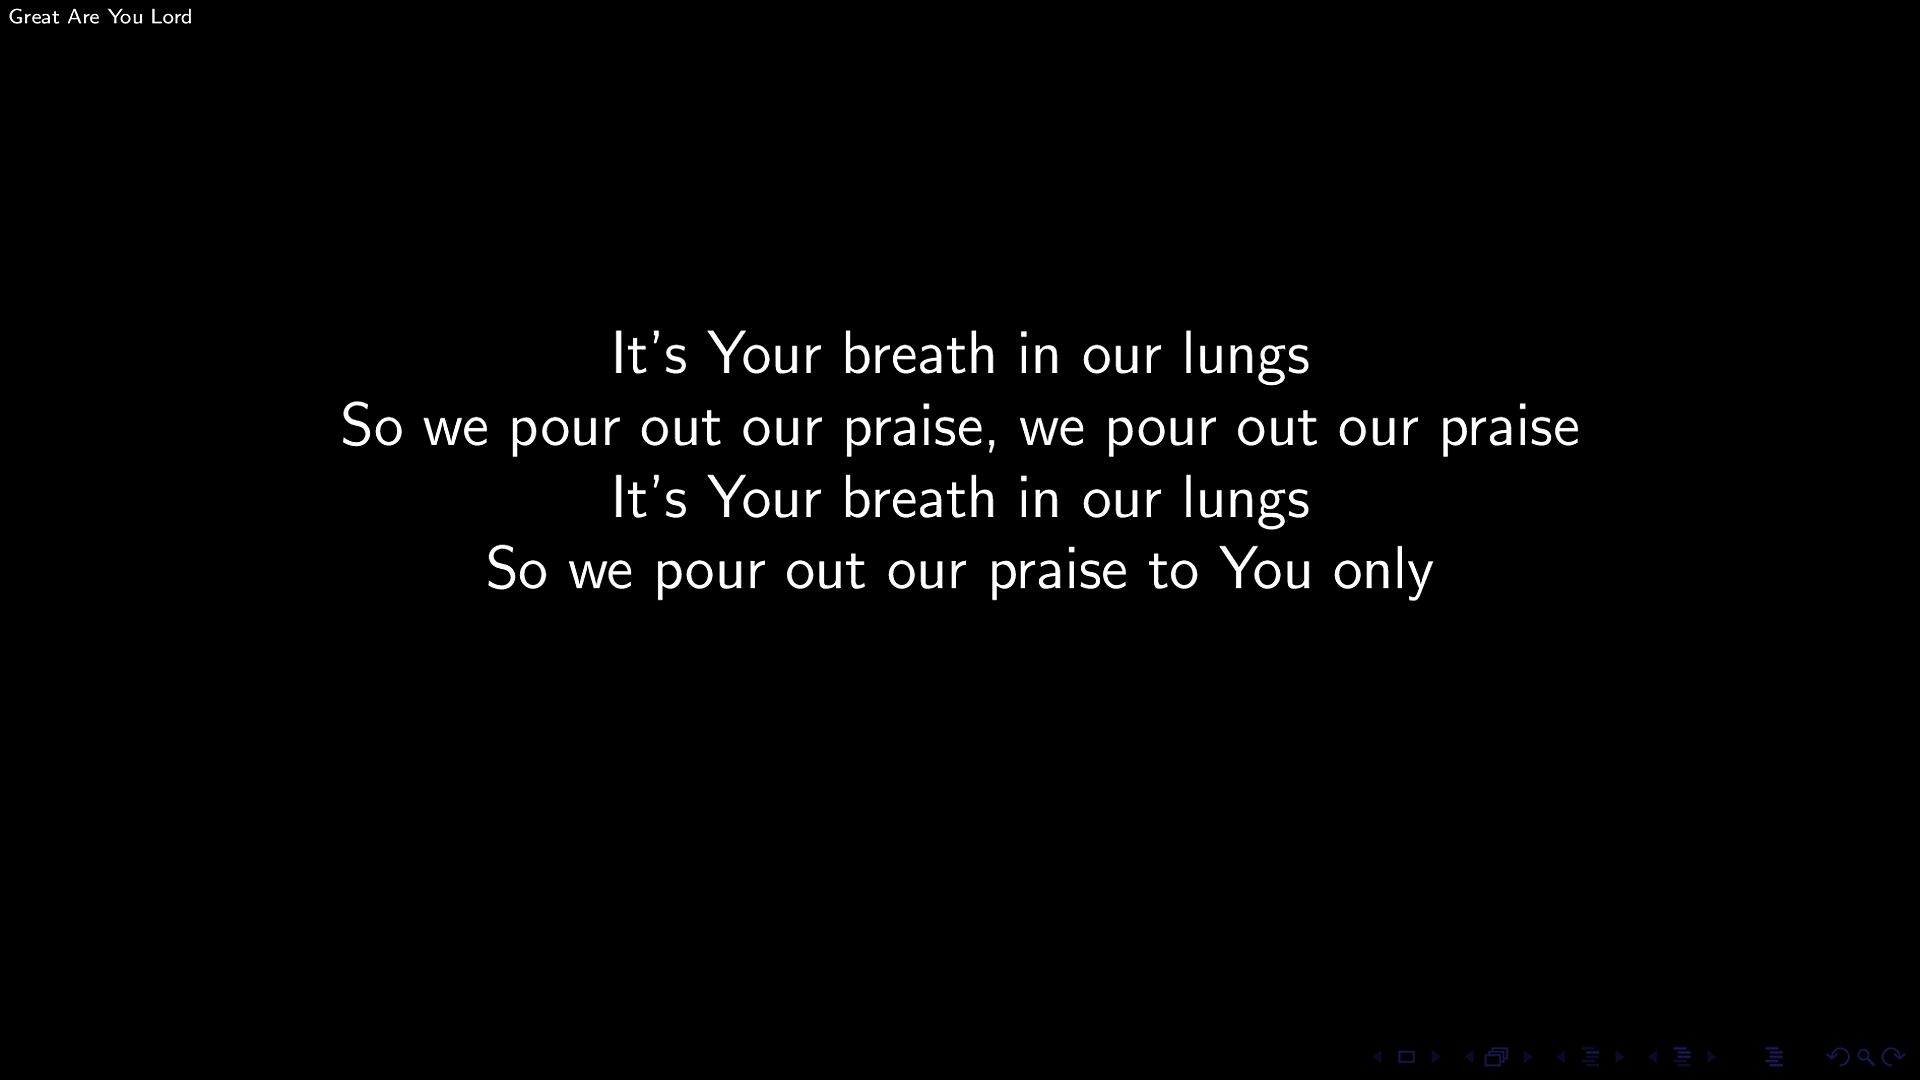 Great Are You Lord
It's Your breath in our lungs
So we pour out our praise, we pour out our praise
It's Your breath in our lungs
So we pour out our praise to You only